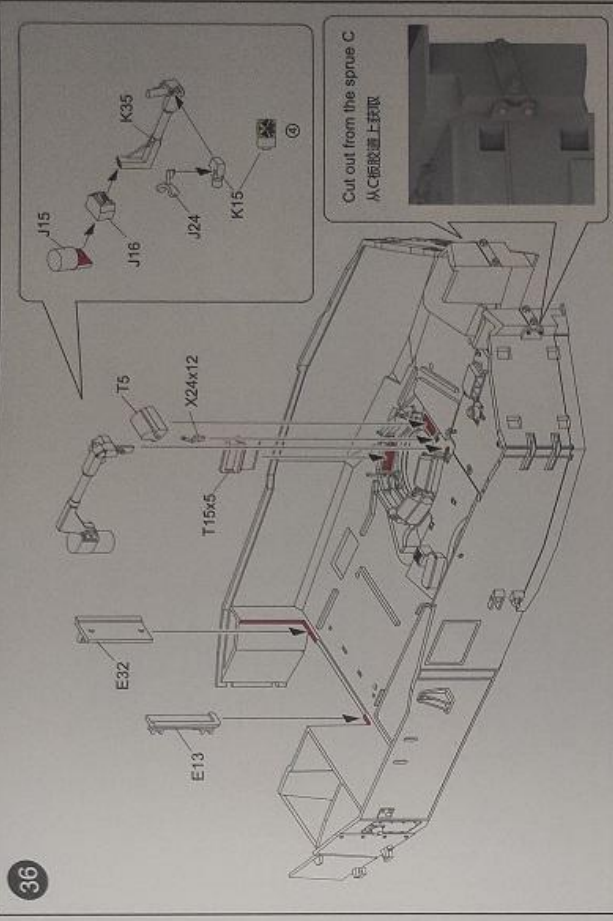 36
J15
K35
J16
J24
K15
④
Cut out from the sprue C
从C板胶道上获取
T5
X24x12
T15x5
E32
E13